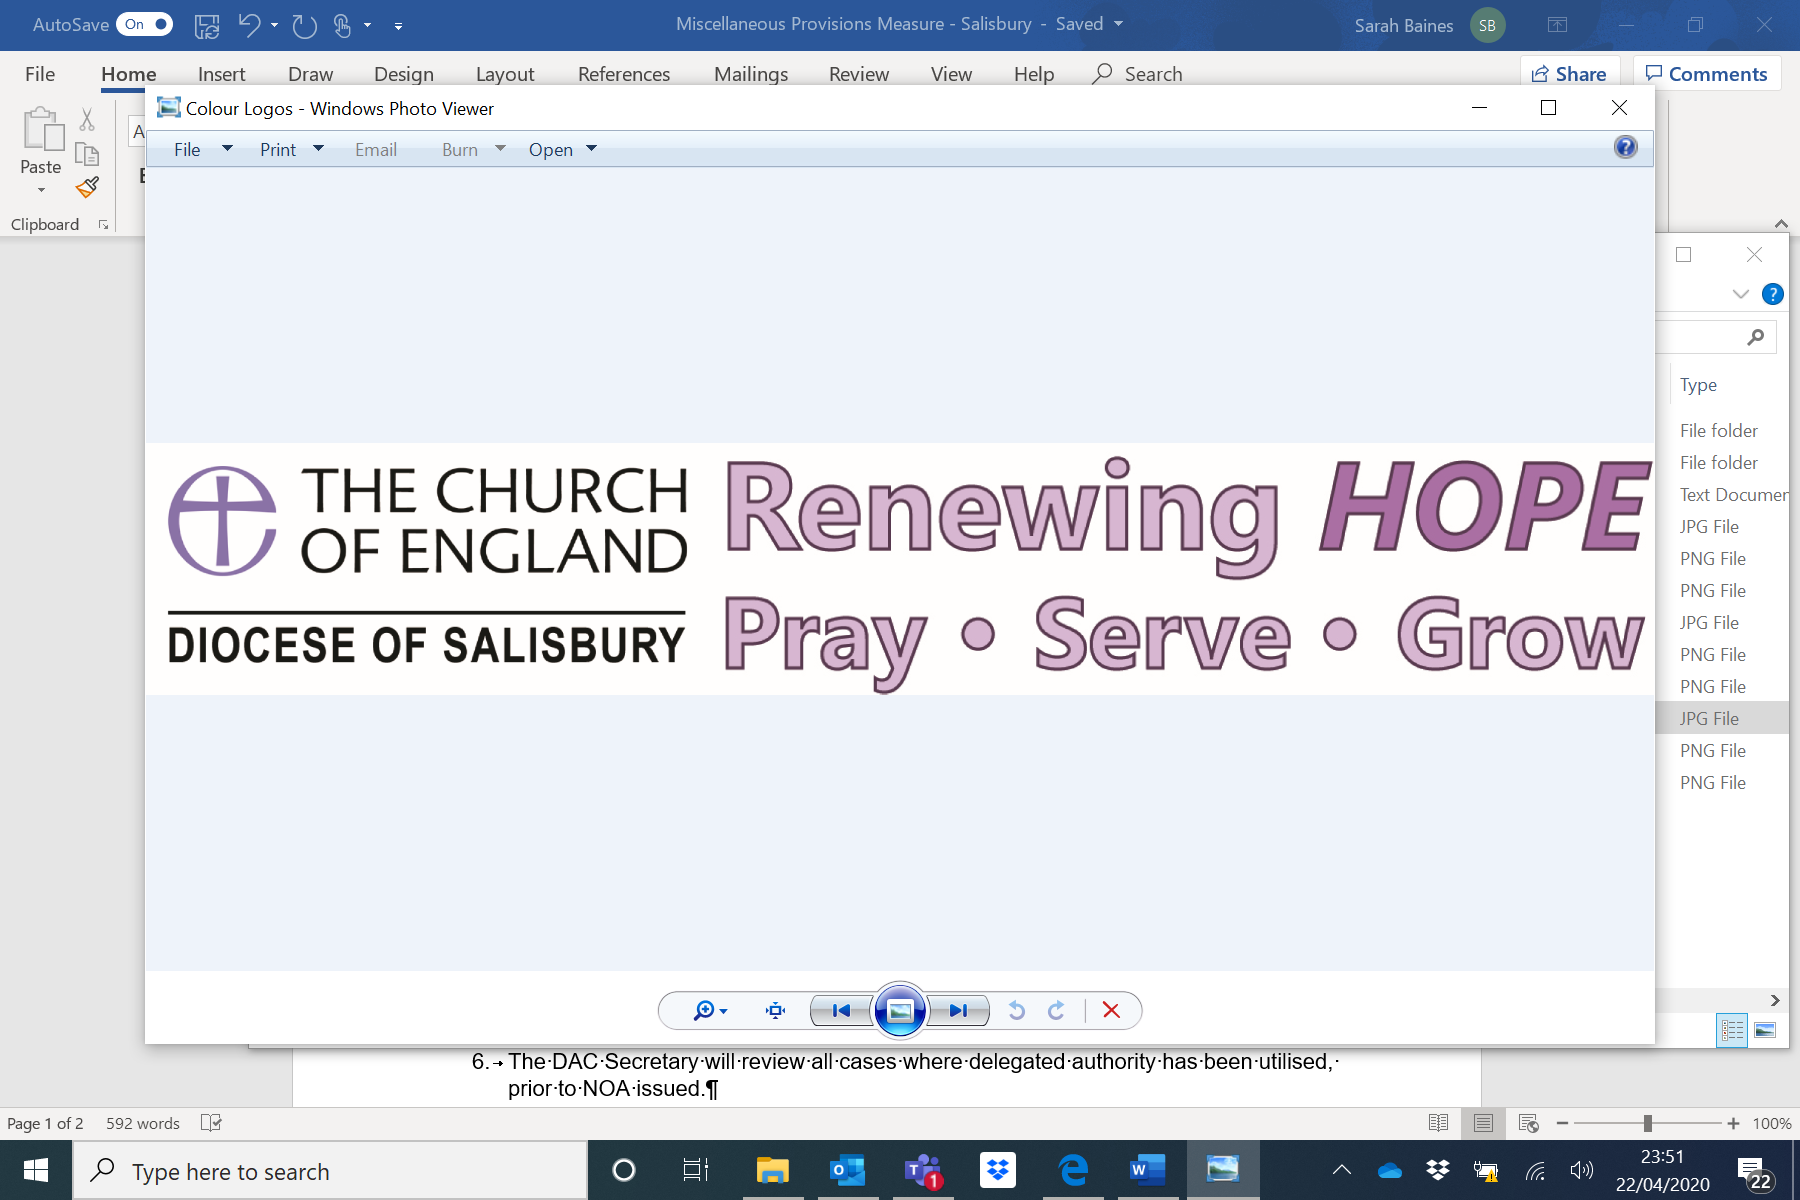 AutoSave On
Miscellaneous Provisions Measure - Salisbury - Saved
Sarah Baines SB
File Home Insert Draw Design Layout References Mailings Review View Help Search Share Comments
Paste
Clipboard
Colour Logos - Windows Photo Viewer
File Print Email Burn Open
THE CHURCH
OF ENGLAND
DIOCESE OF SALISBURY
Renewing HOPE
Pray • Serve • Grow
Type
File folder
File folder
Text Documen
JPG File
PNG File
PNG File
JPG File
PNG File
PNG File
JPG File
PNG File
PNG File
6. The DAC Secretary will review all cases where delegated authority has been utilised,
prior to NOA issued.¶
Page 1 of 2 592 words 100%
Type here to search
1
23:51
22/04/2020
22